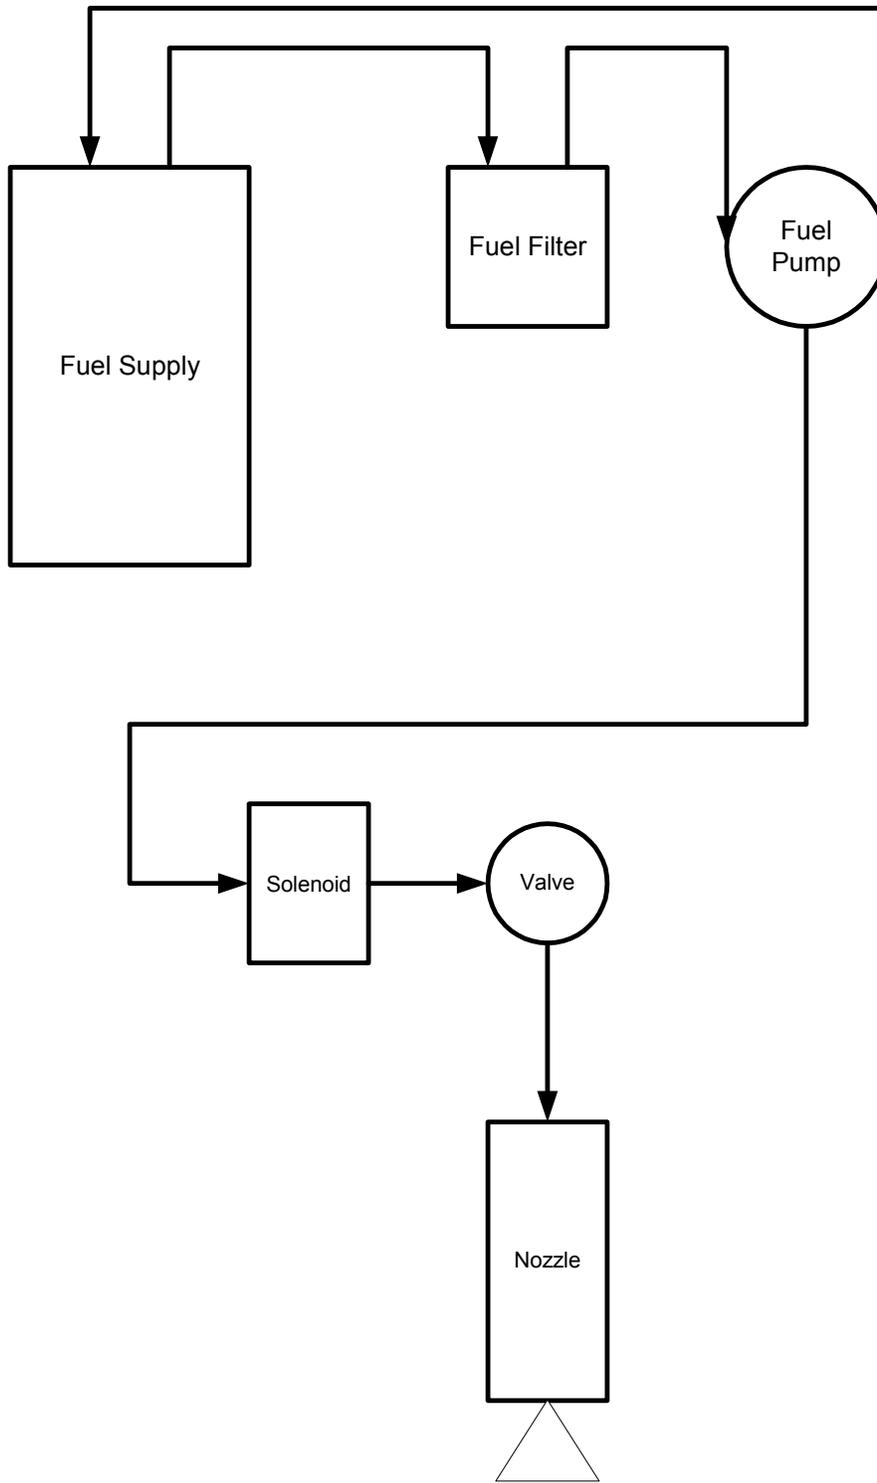 Fuel Filter
Fuel
Pump
Fuel Supply
Solenoid
Valve
Nozzle